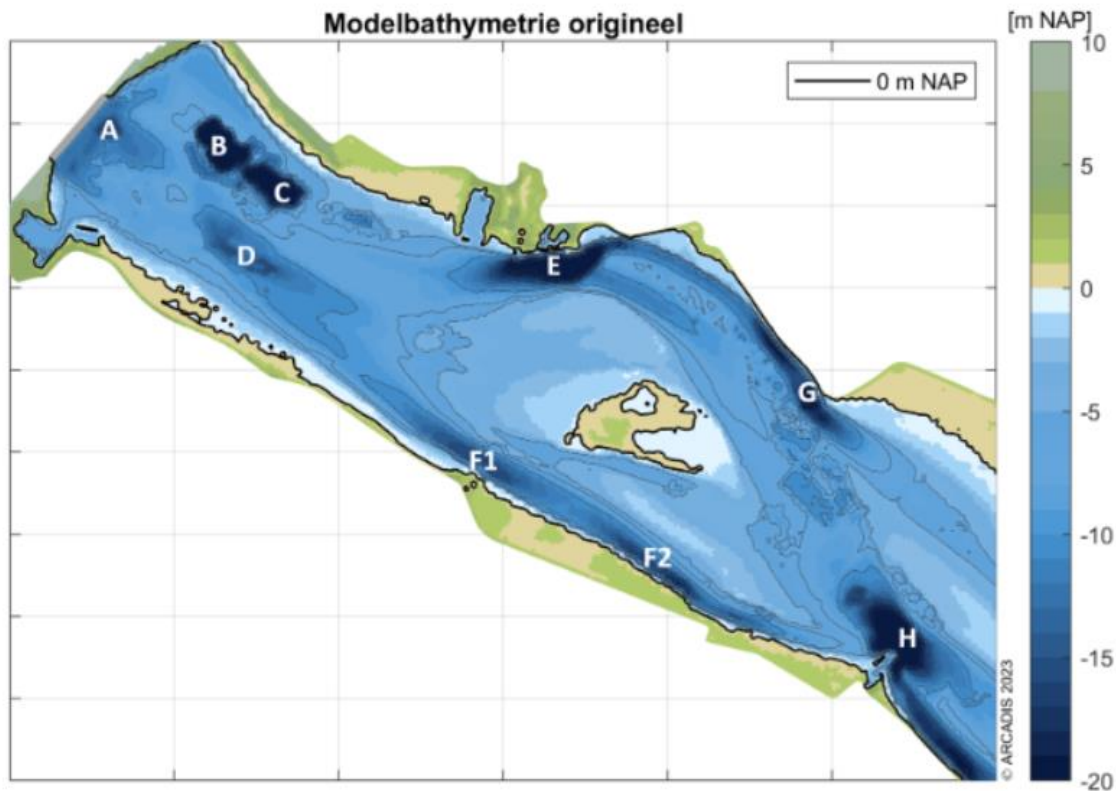 Modelbathymetrie origineel
[m NAP]
0 m NAP
A
B
C
D
E
F1
F2
G
H
10
5
0
-5
-10
-15
-20
© ARCADIS 2023